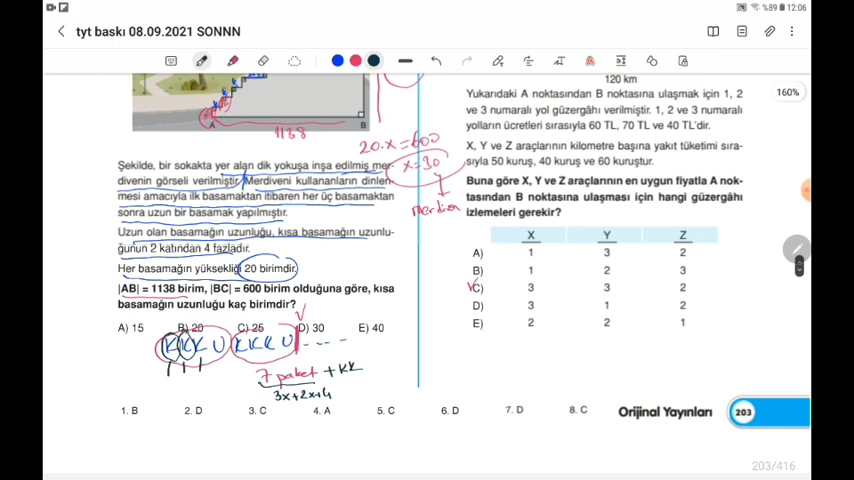 %89 12:06
tyt baskı 08.09.2021 SONNN
160%
A
B
1138
20.x=600
x=30
Şekilde, bir sokakta yer alan dik yokuşa inşa edilmiş mer-
divenin görseli verilmiştir. Merdiveni kullananların dinlen-
mesi amacıyla ilk basamaktan itibaren her üç basamaktan
sonra uzun bir basamak yapılmıştır.
Uzun olan basamağın uzunluğu, kısa basamağın uzunlu-
ğunun 2 katından 4 fazladır.
Her basamağın yüksekliği 20 birimdir.
|AB| = 1138 birim, |BC| = 600 birim olduğuna göre, kısa
basamağın uzunluğu kaç birimdir?
A) 15 B) 20 C) 25 D) 30 E) 40
KKKU KKKU ....
7 paket + KK
3x+2x+4
120 km
Yukarıdaki A noktasından B noktasına ulaşmak için 1, 2
ve 3 numaralı yol güzergâhı verilmiştir. 1, 2 ve 3 numaralı
yolların ücretleri sırasıyla 60 TL, 70 TL ve 40 TL'dir.
X, Y ve Z araçlarının kilometre başına yakıt tüketimi sıra-
sıyla 50 kuruş, 40 kuruş ve 60 kuruştur.
Buna göre X, Y ve Z araçlarının en uygun fiyatla A nok-
tasından B noktasına ulaşması için hangi güzergâhı
izlemeleri gerekir?
X Y Z
A) 1 3 2
B) 1 2 3
C) 3 3 2
D) 3 1 2
E) 2 2 1
1. B 2. D 3. C 4. A 5. C 6. D 7. D 8. C Orijinal Yayınları 203
203/416